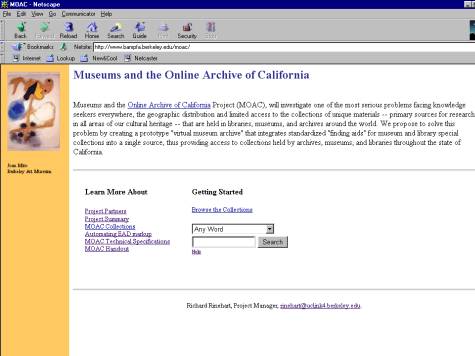 MOAC - Netscape
File Edit View Go Communicator Help
Back Forward Reload Home Search Guide Print Security Stop
Bookmarks Netsite: http://www.bampfa.berkeley.edu/moac/
Internet Lookup New&Cool Netcaster
Museums and the Online Archive of California
Museums and the Online Archive of California Project (MOAC), will investigate one of the most serious problems facing knowledge
seekers everywhere, the geographic distribution and limited access to the collections of unique materials -- primary sources for research
in all areas of our cultural heritage -- that are held in libraries, museums, and archives around the world. We propose to solve this
problem by creating a prototype "virtual museum archive" that integrates standardized "finding aids" for museum and library special
collections into a single source, thus providing access to collections held by archives, museums, and libraries throughout the state of
California.
Joan Miro
Berkeley Art Museum
Learn More About
Project Partners
Project Summary
MOAC Collections
Automating EAD markup
MOAC Technical Specifications
MOAC Handout
Getting Started
Browse the Collections
Any Word
Search
Help
Richard Rinehart, Project Manager, rinehart@uclink4.berkeley.edu.